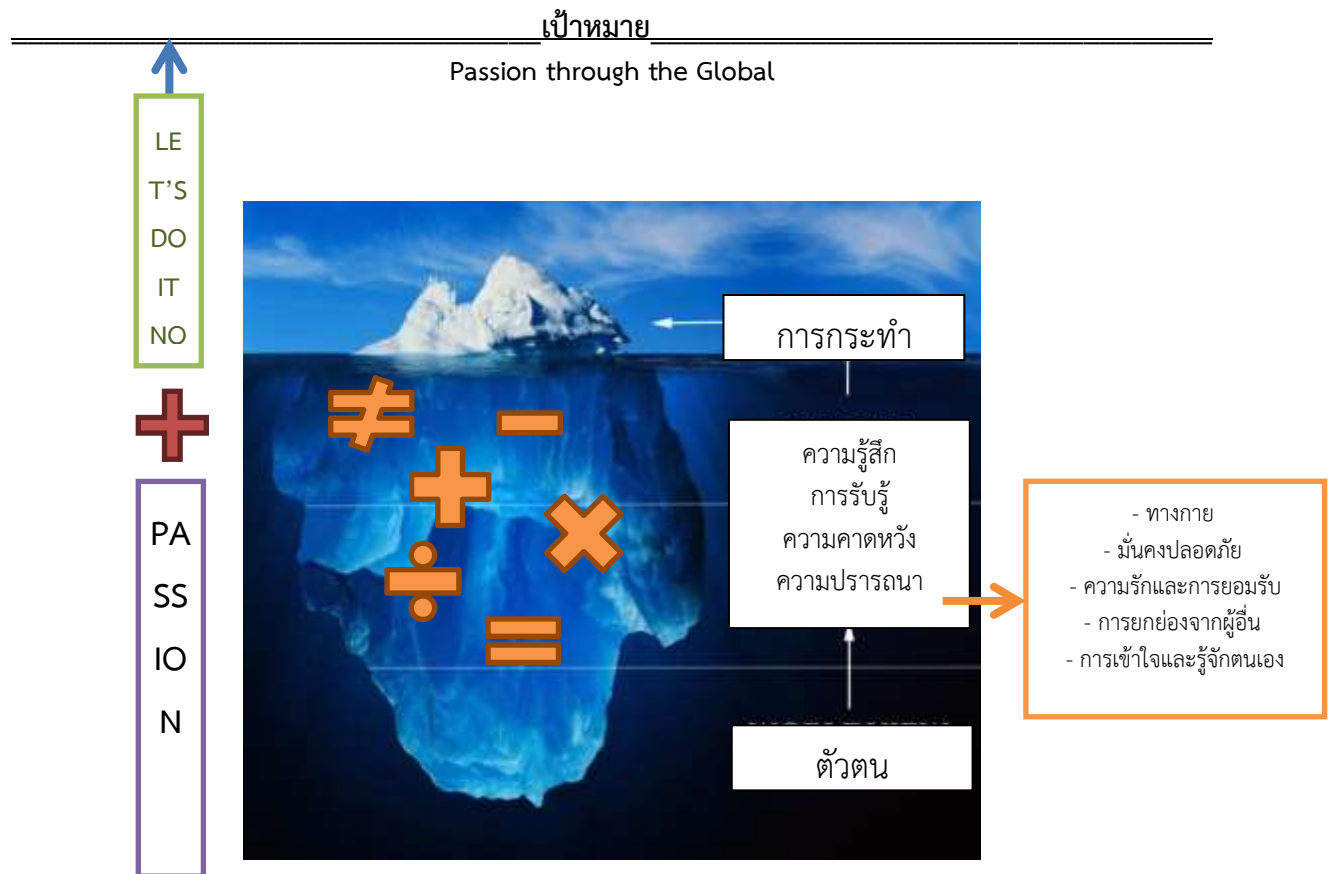 เป้าหมาย
Passion through the Global
LE
T’S
DO
IT
NO
PA
SS
IO
N
การกระทำ
ความรู้สึก
การรับรู้
ความคาดหวัง
ความปรารถนา
ตัวตน
- ทางกาย
- มั่นคงปลอดภัย
- ความรักและการยอมรับ
- การยกย่องจากผู้อื่น
- การเข้าใจและรู้จักตนเอง